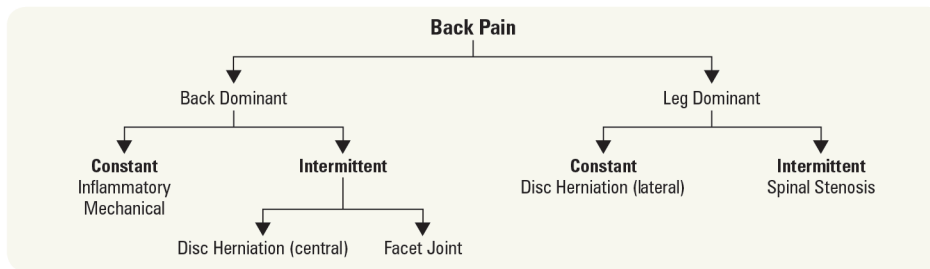 Back Pain
Back Dominant
Leg Dominant
Constant
Inflammatory
Mechanical
Intermittent
Constant
Disc Herniation (lateral)
Intermittent
Spinal Stenosis
Disc Herniation (central)
Facet Joint